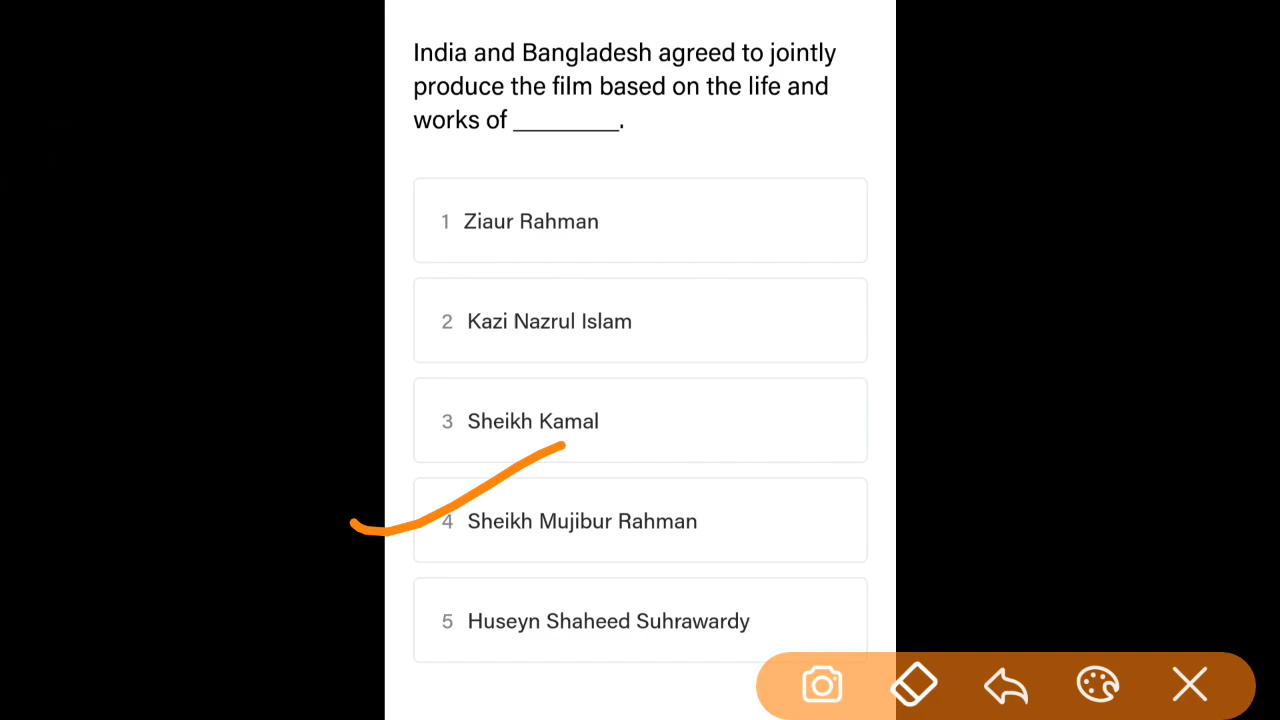 India and Bangladesh agreed to jointly
produce the film based on the life and
works of ________.
1 Ziaur Rahman
2 Kazi Nazrul Islam
3 Sheikh Kamal
4 Sheikh Mujibur Rahman
5 Huseyn Shaheed Suhrawardy